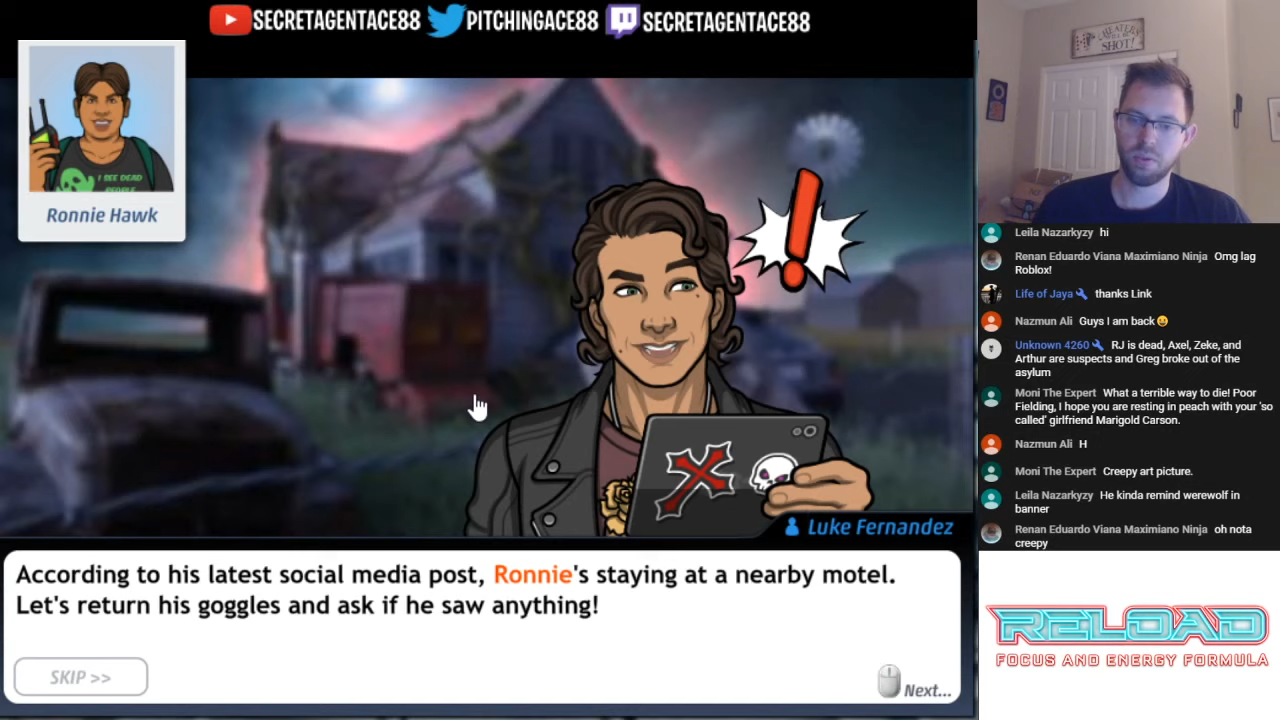 SECRETAGENTACE88 PITCHINGACE88 SECRETAGENTACE88
I SEE DEAD
PEOPLE
Ronnie Hawk
Luke Fernandez
According to his latest social media post, Ronnie's staying at a nearby motel.
Let's return his goggles and ask if he saw anything!
SKIP >>
Next...
SHOT!
Leila Nazarkyzy hi
Renan Eduardo Viana Maximiano Ninja Omg lag
Roblox!
Life of Jaya thanks Link
Nazmun Ali Guys I am back
Unknown 4260 RJ is dead, Axel, Zeke, and
Arthur are suspects and Greg broke out of the
asylum
Moni The Expert What a terrible way to die! Poor
Fielding, I hope you are resting in peach with your 'so
called' girlfriend Marigold Carson.
Nazmun Ali H
Moni The Expert Creepy art picture.
Leila Nazarkyzy He kinda remind werewolf in
banner
Renan Eduardo Viana Maximiano Ninja oh nota
creepy
RELOAD
FOCUS AND ENERGY FORMULA